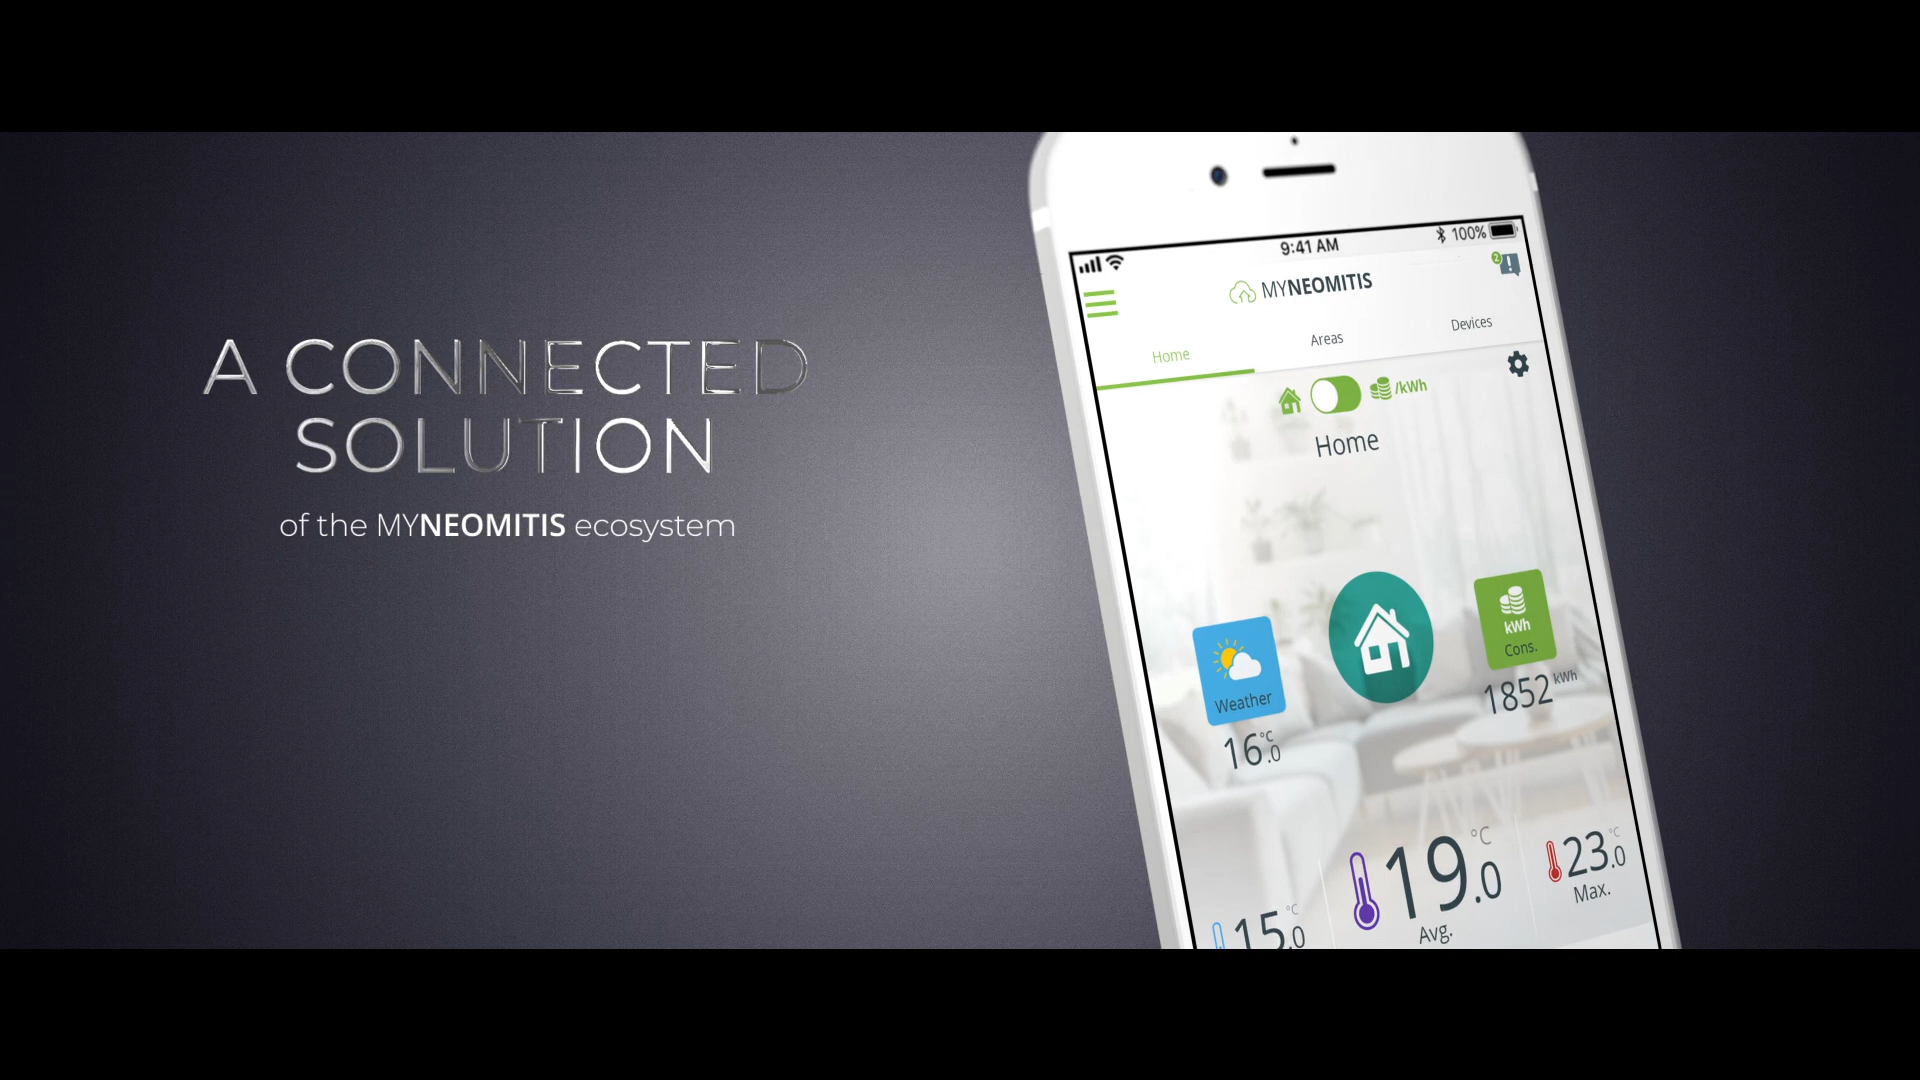 A CONNECTED
SOLUTION
of the MYNEOMITIS ecosystem
9:41 AM
100%
MYNEOMITIS
2
Home
Areas
Devices
/kWh
Home
Weather
16.0 °C
kWh
Cons.
1852 kWh
15.0 °C
19.0 °C
Avg.
23.0 °C
Max.